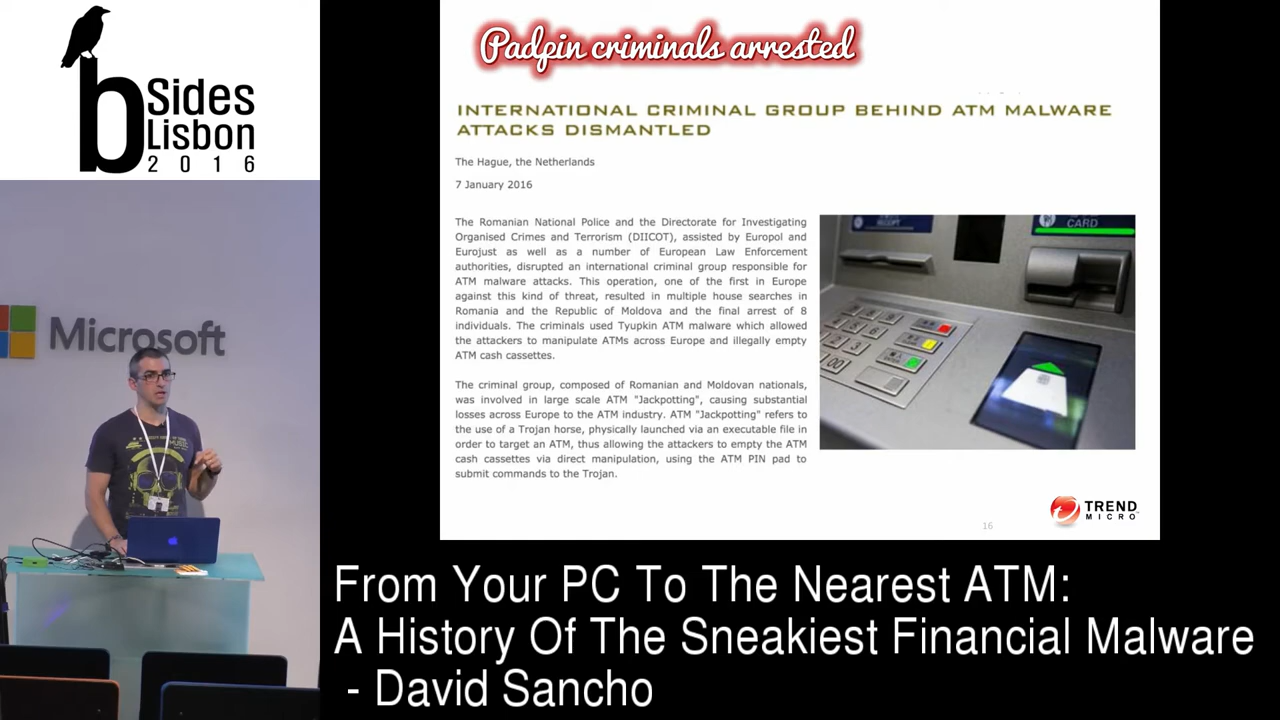 b
Sides
Lisbon
2016
Microsoft
Padpin criminals arrested
INTERNATIONAL CRIMINAL GROUP BEHIND ATM MALWARE
ATTACKS DISMANTLED
The Hague, the Netherlands
7 January 2016
The Romanian National Police and the Directorate for Investigating
Organised Crimes and Terrorism (DIICOT), assisted by Europol and
Eurojust as well as a number of European Law Enforcement
authorities, disrupted an international criminal group responsible for
ATM malware attacks. This operation, one of the first in Europe
against this kind of threat, resulted in multiple house searches in
Romania and the Republic of Moldova and the final arrest of 8
individuals. The criminals used Tyupkin ATM malware which allowed
the attackers to manipulate ATMs across Europe and illegally empty
ATM cash cassettes.
The criminal group, composed of Romanian and Moldovan nationals,
was involved in large scale ATM "Jackpotting", causing substantial
losses across Europe to the ATM industry. ATM "Jackpotting" refers to
the use of a Trojan horse, physically launched via an executable file in
order to target an ATM, thus allowing the attackers to empty the ATM
cash cassettes via direct manipulation, using the ATM PIN pad to
submit commands to the Trojan.
CARD
16
TREND
MICRO
From Your PC To The Nearest ATM:
A History Of The Sneakiest Financial Malware
- David Sancho